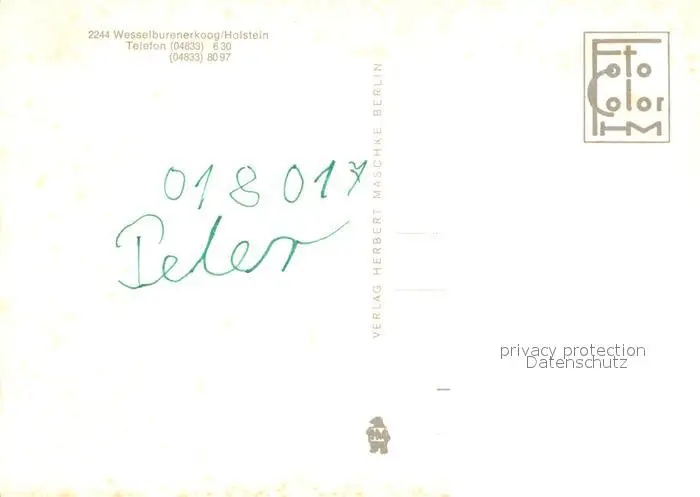 2244 Wesselburenerkoog/Holstein
Telefon (04833) 630
(04833) 8097
018017
Peter
VERLAG HERBERT MASCHKE BERLIN
Foto
Color
HM
privacy protection
Datenschutz
HM